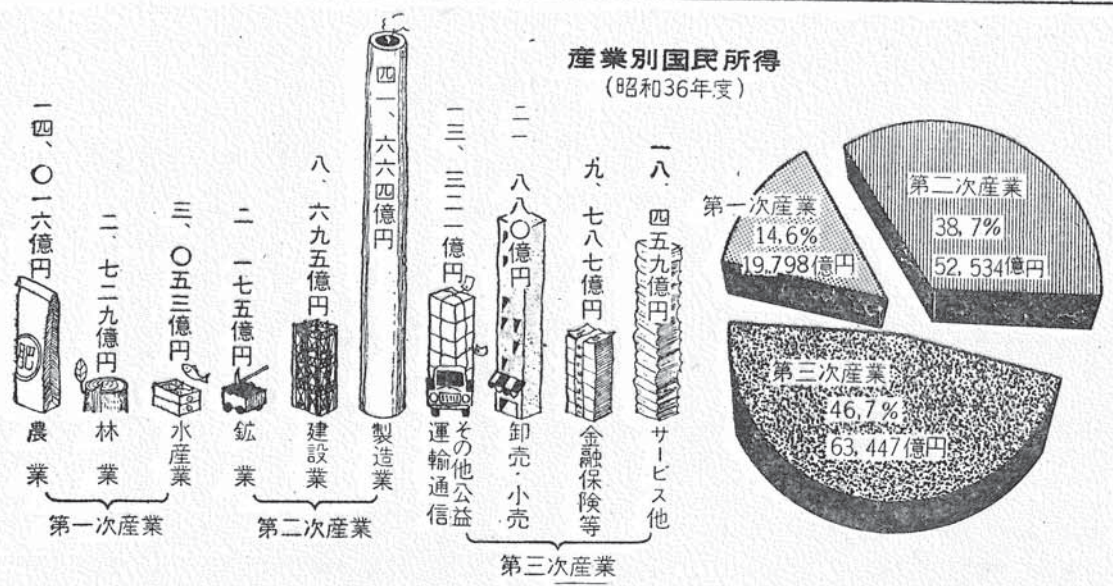 産業別国民所得
(昭和36年度)
一四、〇一六億円
二、七二九億円
三、〇五三億円
二、一七五億円
八、六九五億円
四一、六六四億円
一三、三二一億円
二一、八八〇億円
九、七八七億円
一八、四五九億円
肥
農業
林業
水産業
鉱業
建設業
製造業
運輸通信
その他公益
卸売・小売
金融保険等
サービス他
第一次産業
第二次産業
第三次産業
第一次産業
14,6%
19,798億円
第二次産業
38,7%
52,534億円
第三次産業
46,7%
63,447億円